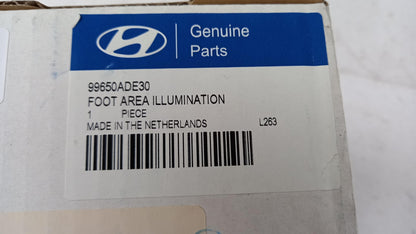 Genuine
Parts
99650ADE30
FOOT AREA ILLUMINATION
1 PIECE
MADE IN THE NETHERLANDS L263